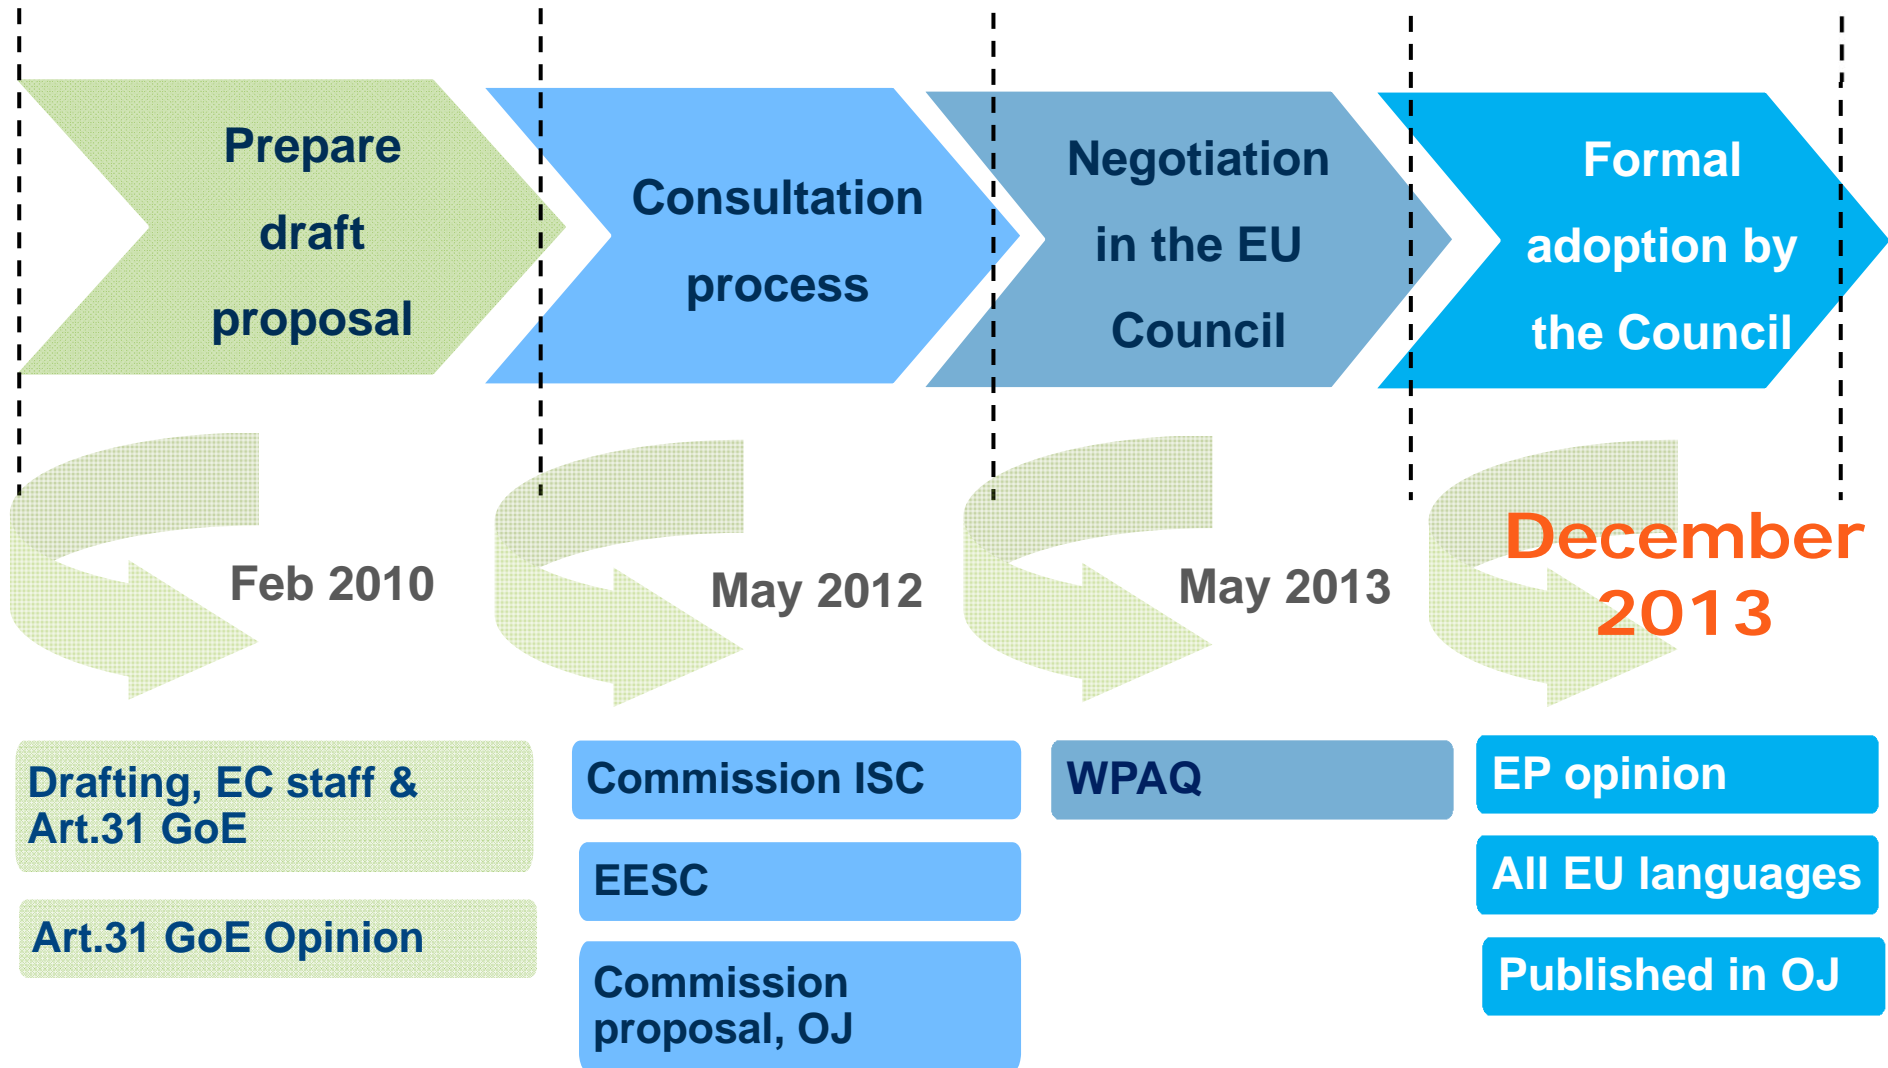 Prepare
draft
proposal
Consultation
process
Negotiation
in the EU
Council
Formal
adoption by
the Council
Feb 2010
May 2012
May 2013
December
2013
Drafting, EC staff &
Art.31 GoE
Art.31 GoE Opinion
Commission ISC
EESC
Commission
proposal, OJ
WPAQ
EP opinion
All EU languages
Published in OJ